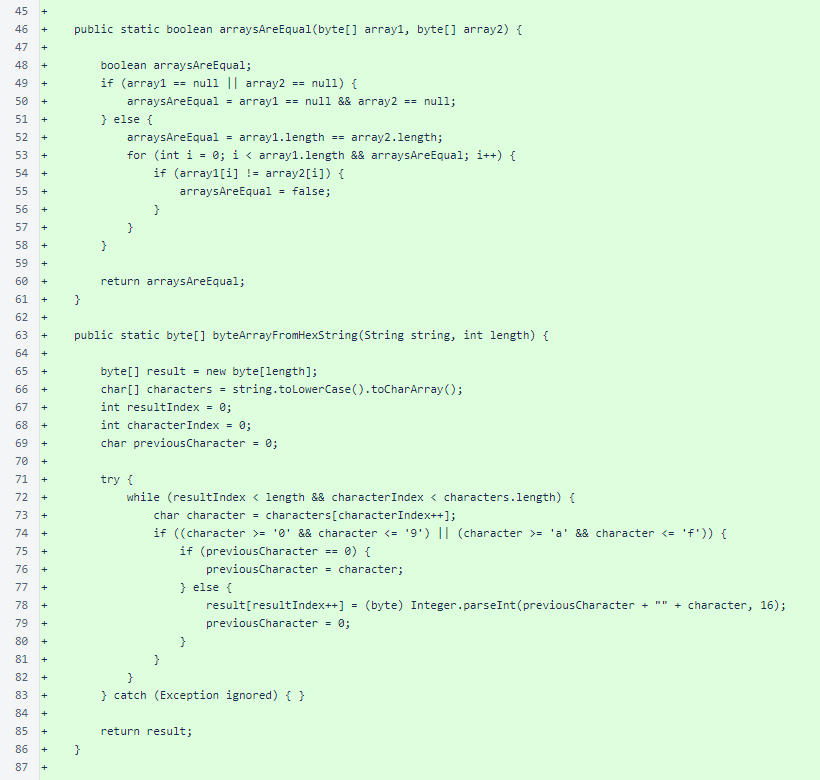 45 +
46 +    public static boolean arraysAreEqual(byte[] array1, byte[] array2) {
47 +
48 +        boolean arraysAreEqual;
49 +        if (array1 == null || array2 == null) {
50 +            arraysAreEqual = array1 == null && array2 == null;
51 +        } else {
52 +            arraysAreEqual = array1.length == array2.length;
53 +            for (int i = 0; i < array1.length && arraysAreEqual; i++) {
54 +                if (array1[i] != array2[i]) {
55 +                    arraysAreEqual = false;
56 +                }
57 +            }
58 +        }
59 +
60 +        return arraysAreEqual;
61 +    }
62 +
63 +    public static byte[] byteArrayFromHexString(String string, int length) {
64 +
65 +        byte[] result = new byte[length];
66 +        char[] characters = string.toLowerCase().toCharArray();
67 +        int resultIndex = 0;
68 +        int characterIndex = 0;
69 +        char previousCharacter = 0;
70 +
71 +        try {
72 +            while (resultIndex < length && characterIndex < characters.length) {
73 +                char character = characters[characterIndex++];
74 +                if ((character >= '0' && character <= '9') || (character >= 'a' && character <= 'f')) {
75 +                    if (previousCharacter == 0) {
76 +                        previousCharacter = character;
77 +                    } else {
78 +                        result[resultIndex++] = (byte) Integer.parseInt(previousCharacter + "" + character, 16);
79 +                        previousCharacter = 0;
80 +                    }
81 +                }
82 +            }
83 +        } catch (Exception ignored) { }
84 +
85 +        return result;
86 +    }
87 +